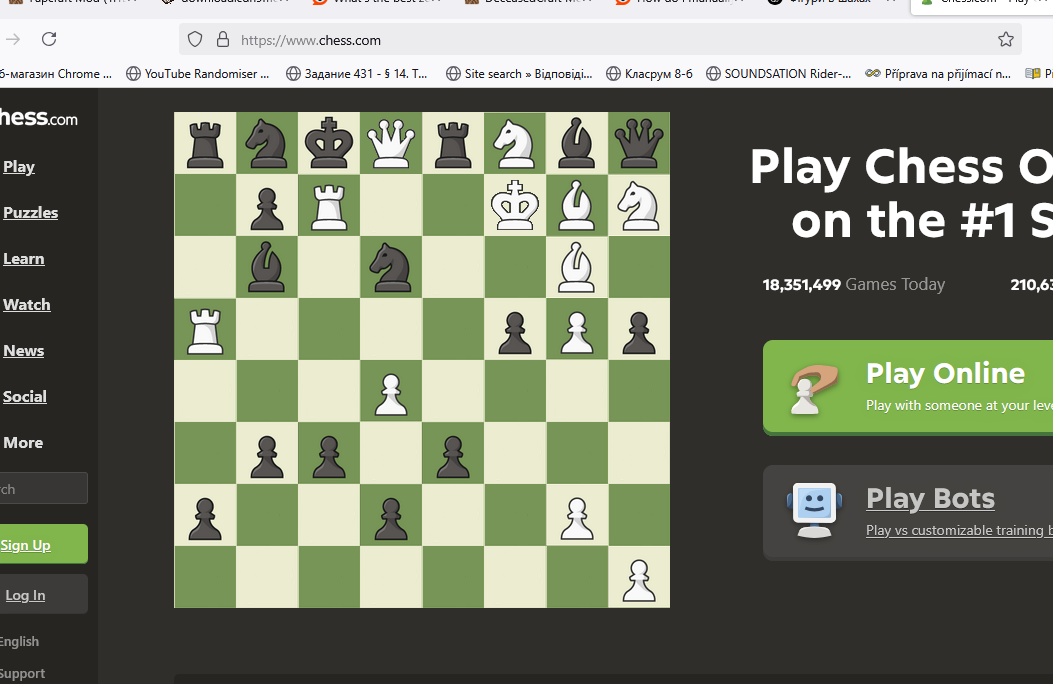 https://www.chess.com
б-магазин Chrome ...
YouTube Randomiser ...
Задание 431 - § 14. Т...
Site search » Відповіді...
Класрум 8-б
SOUNDSATION Rider-...
Příprava na přijímací n...
hess.com
Play
Puzzles
Learn
Watch
News
Social
More
rch
Sign Up
Log In
English
Support
Play Chess O
on the #1 S
18,351,499 Games Today
210,63
Play Online
Play with someone at your leve
Play Bots
Play vs customizable training b